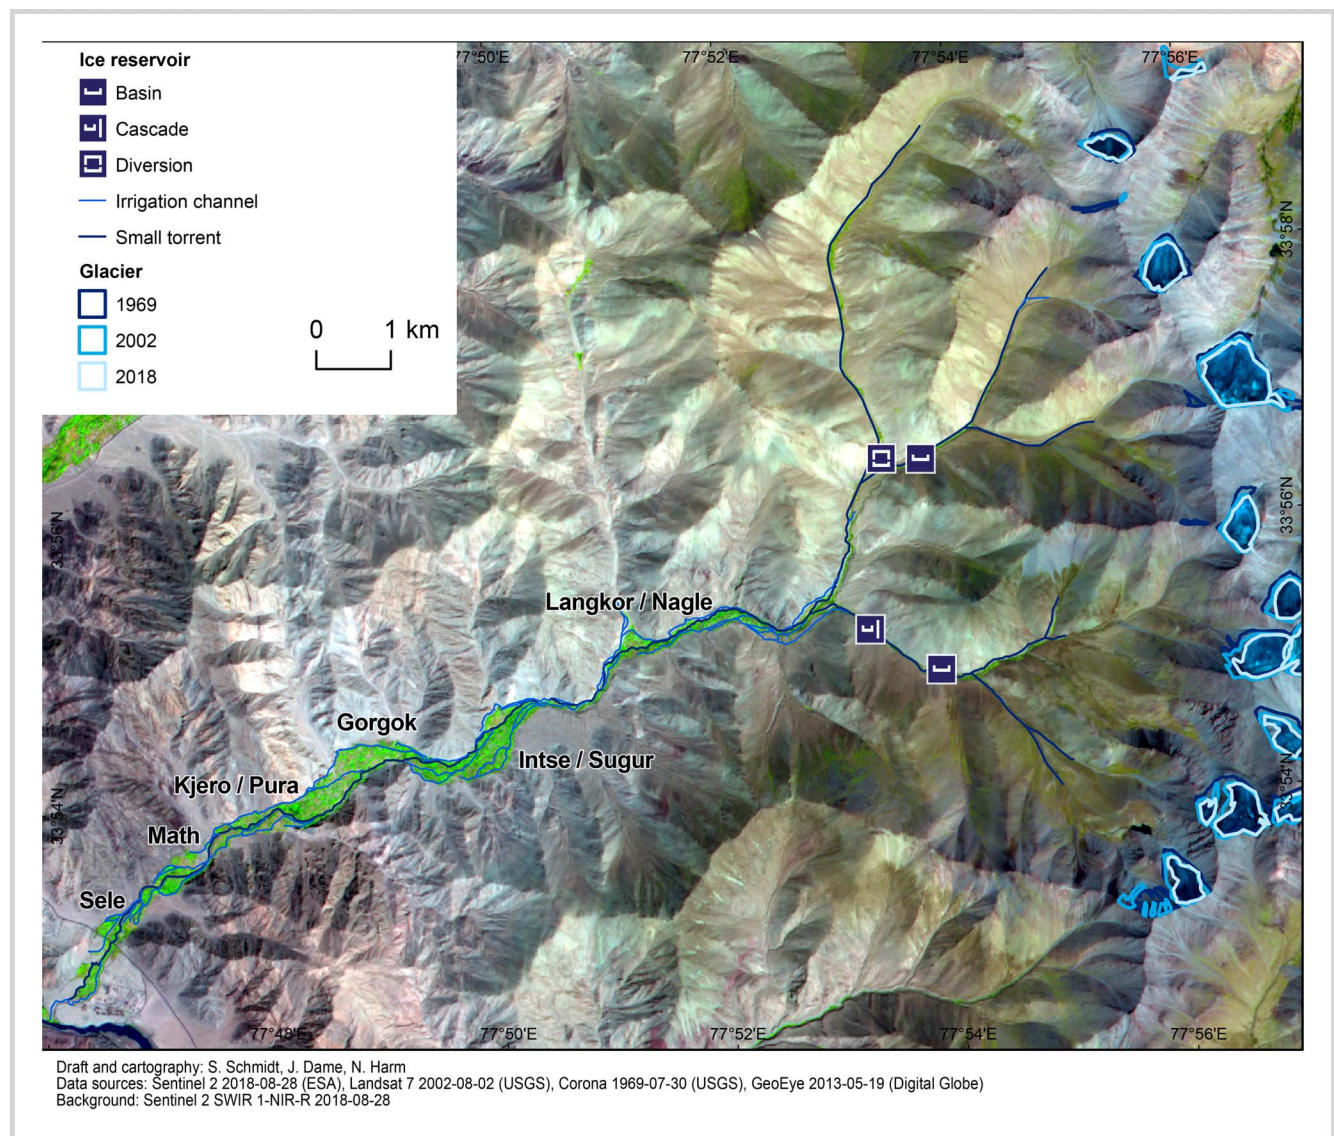 Ice reservoir
Basin
Cascade
Diversion
Irrigation channel
Small torrent
Glacier
1969
2002
2018
0 1 km
77°50'E
77°52'E
77°54'E
77°56'E
33°58'N
33°56'N
33°56'N
Langkor / Nagle
Gorgok
Intse / Sugur
Kjero / Pura
33°54'N
33°54'N
Math
Sele
77°48'E
77°50'E
77°52'E
77°54'E
77°56'E
Draft and cartography: S. Schmidt, J. Dame, N. Harm
Data sources: Sentinel 2 2018-08-28 (ESA), Landsat 7 2002-08-02 (USGS), Corona 1969-07-30 (USGS), GeoEye 2013-05-19 (Digital Globe)
Background: Sentinel 2 SWIR 1-NIR-R 2018-08-28